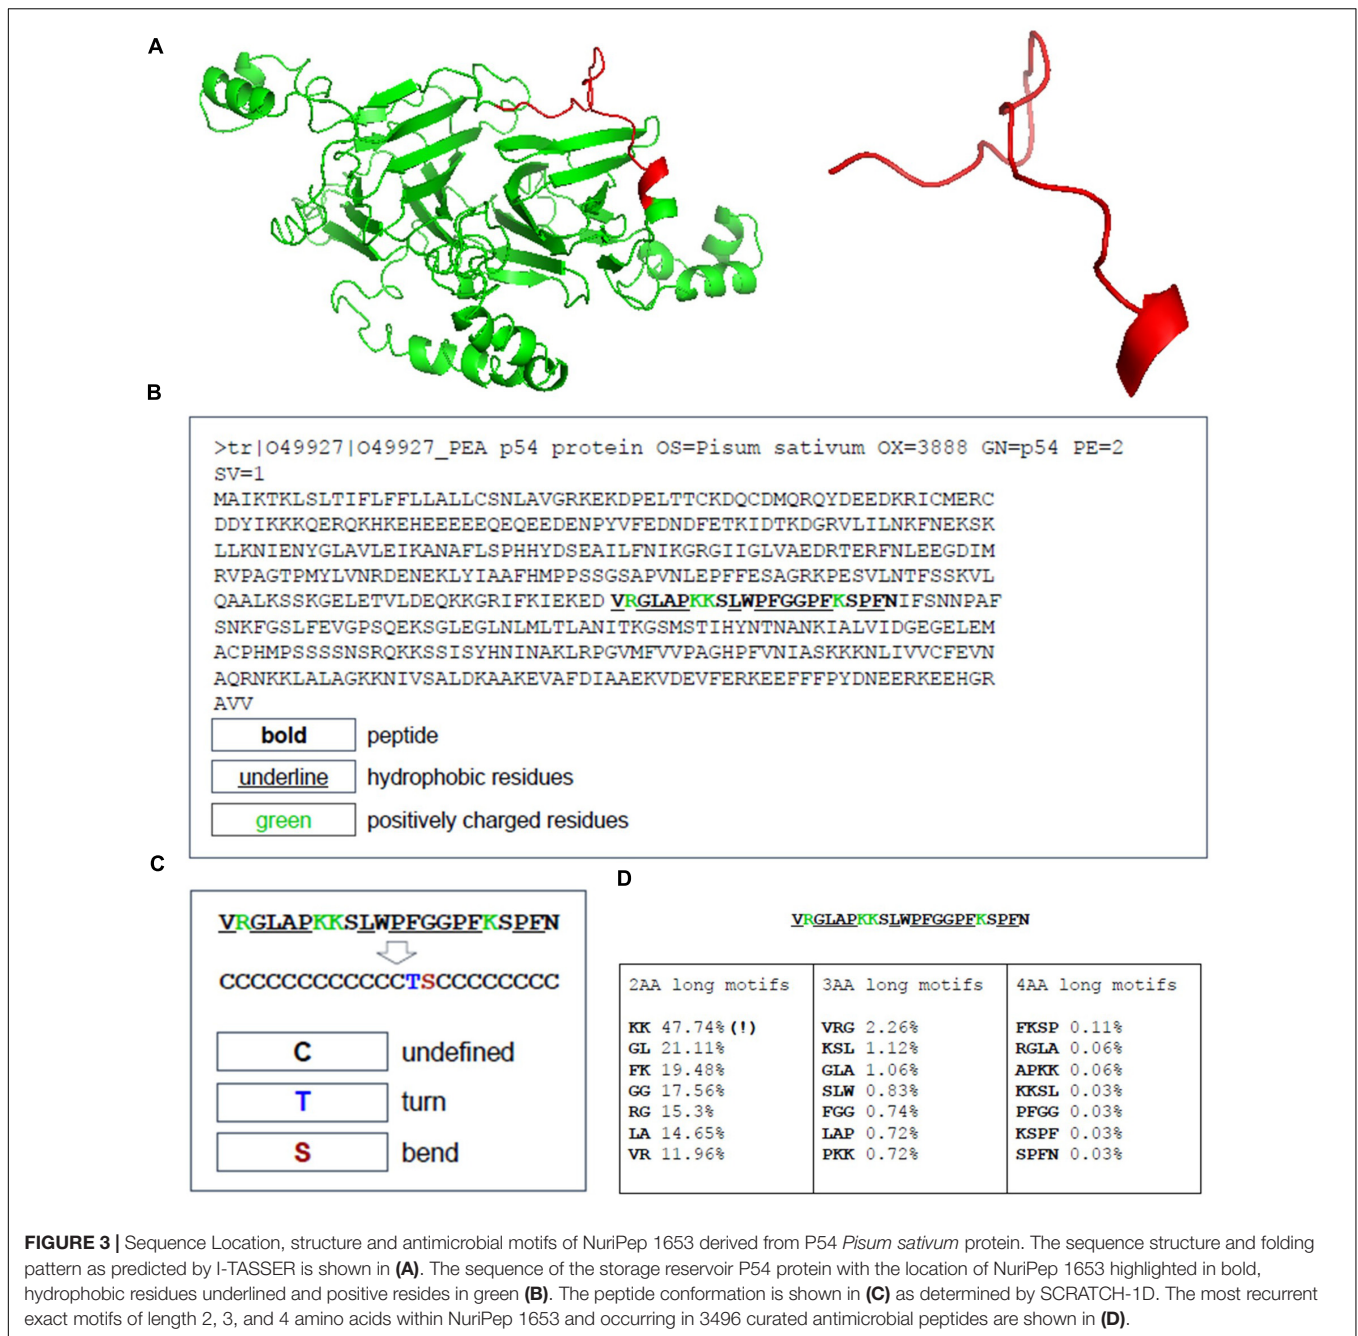 A
B
>tr|O49927|O49927_PEA p54 protein OS=Pisum sativum OX=3888 GN=p54 PE=2
SV=1
MAIKTKLSLTIFLFFLLALLCSNLAVGRKEKDPELTTCKDQCDMQRQYDEEDKRICMERC
DDYIKKKQERQKHKEHEEEEEQEQEEDENPYVFEDNDFETKIDTKDGRVLILNKFNEKSK
LLKNIENYGLAVLEIKANAFLSPHHYDSEAILFNIKGRGIIGLVAEDRTERFNLEEGDIM
RVPAGTPMYLVNRDENEKLYIAAFHMPPSSGSAPVNLEPFFESAGRKPESVLNTFSSKVL
QAALKSSKGELETVLDEQKKGRIFKIEKED VRGLAPKKSLWPFGGPFKSPFNIFSNNPAF
SNKFGSLFEVGPSQEKSGLEGLNLMLTLANITKGSMSTIHYNTNANKIALVIDGEGELEM
ACPHMPSSSSNSRQKKSSISYHNINAKLRPGVMFVVPAGHPFVNIASKKKNLIVVCFEVN
AQRNKKLALAGKKNIVSALDKAAKEVAFDIAAEKVDEVFERKEEFFFPYDNEERKEEHGR
AVV
bold peptide
underline hydrophobic residues
green positively charged residues
C
VRGLAPKKSLWPFGGPFKSPFN
CCCCCCCCCCCCTSCCCCCCCC
C undefined
T turn
S bend
D
VRGLAPKKSLWPFGGPFKSPFN
2AA long motifs 3AA long motifs 4AA long motifs
KK 47.74% (!) VRG 2.26% FKSP 0.11%
GL 21.11% KSL 1.12% RGLA 0.06%
FK 19.48% GLA 1.06% APKK 0.06%
GG 17.56% SLW 0.83% KKSL 0.03%
RG 15.3% FGG 0.74% PFGG 0.03%
LA 14.65% LAP 0.72% KSPF 0.03%
VR 11.96% PKK 0.72% SPFN 0.03%
FIGURE 3 | Sequence Location, structure and antimicrobial motifs of NuriPep 1653 derived from P54 Pisum sativum protein. The sequence structure and folding
pattern as predicted by I-TASSER is shown in (A). The sequence of the storage reservoir P54 protein with the location of NuriPep 1653 highlighted in bold,
hydrophobic residues underlined and positive resides in green (B). The peptide conformation is shown in (C) as determined by SCRATCH-1D. The most recurrent
exact motifs of length 2, 3, and 4 amino acids within NuriPep 1653 and occurring in 3496 curated antimicrobial peptides are shown in (D).